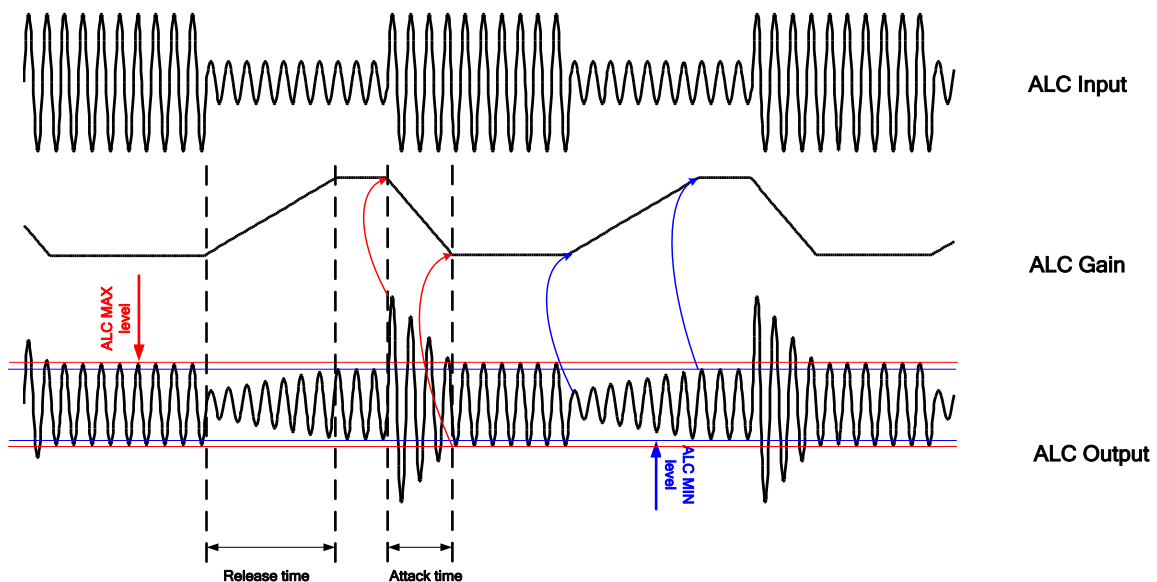 ALC Input
ALC Gain
ALC MAX
level
ALC MIN
level
ALC Output
Release time
Attack time